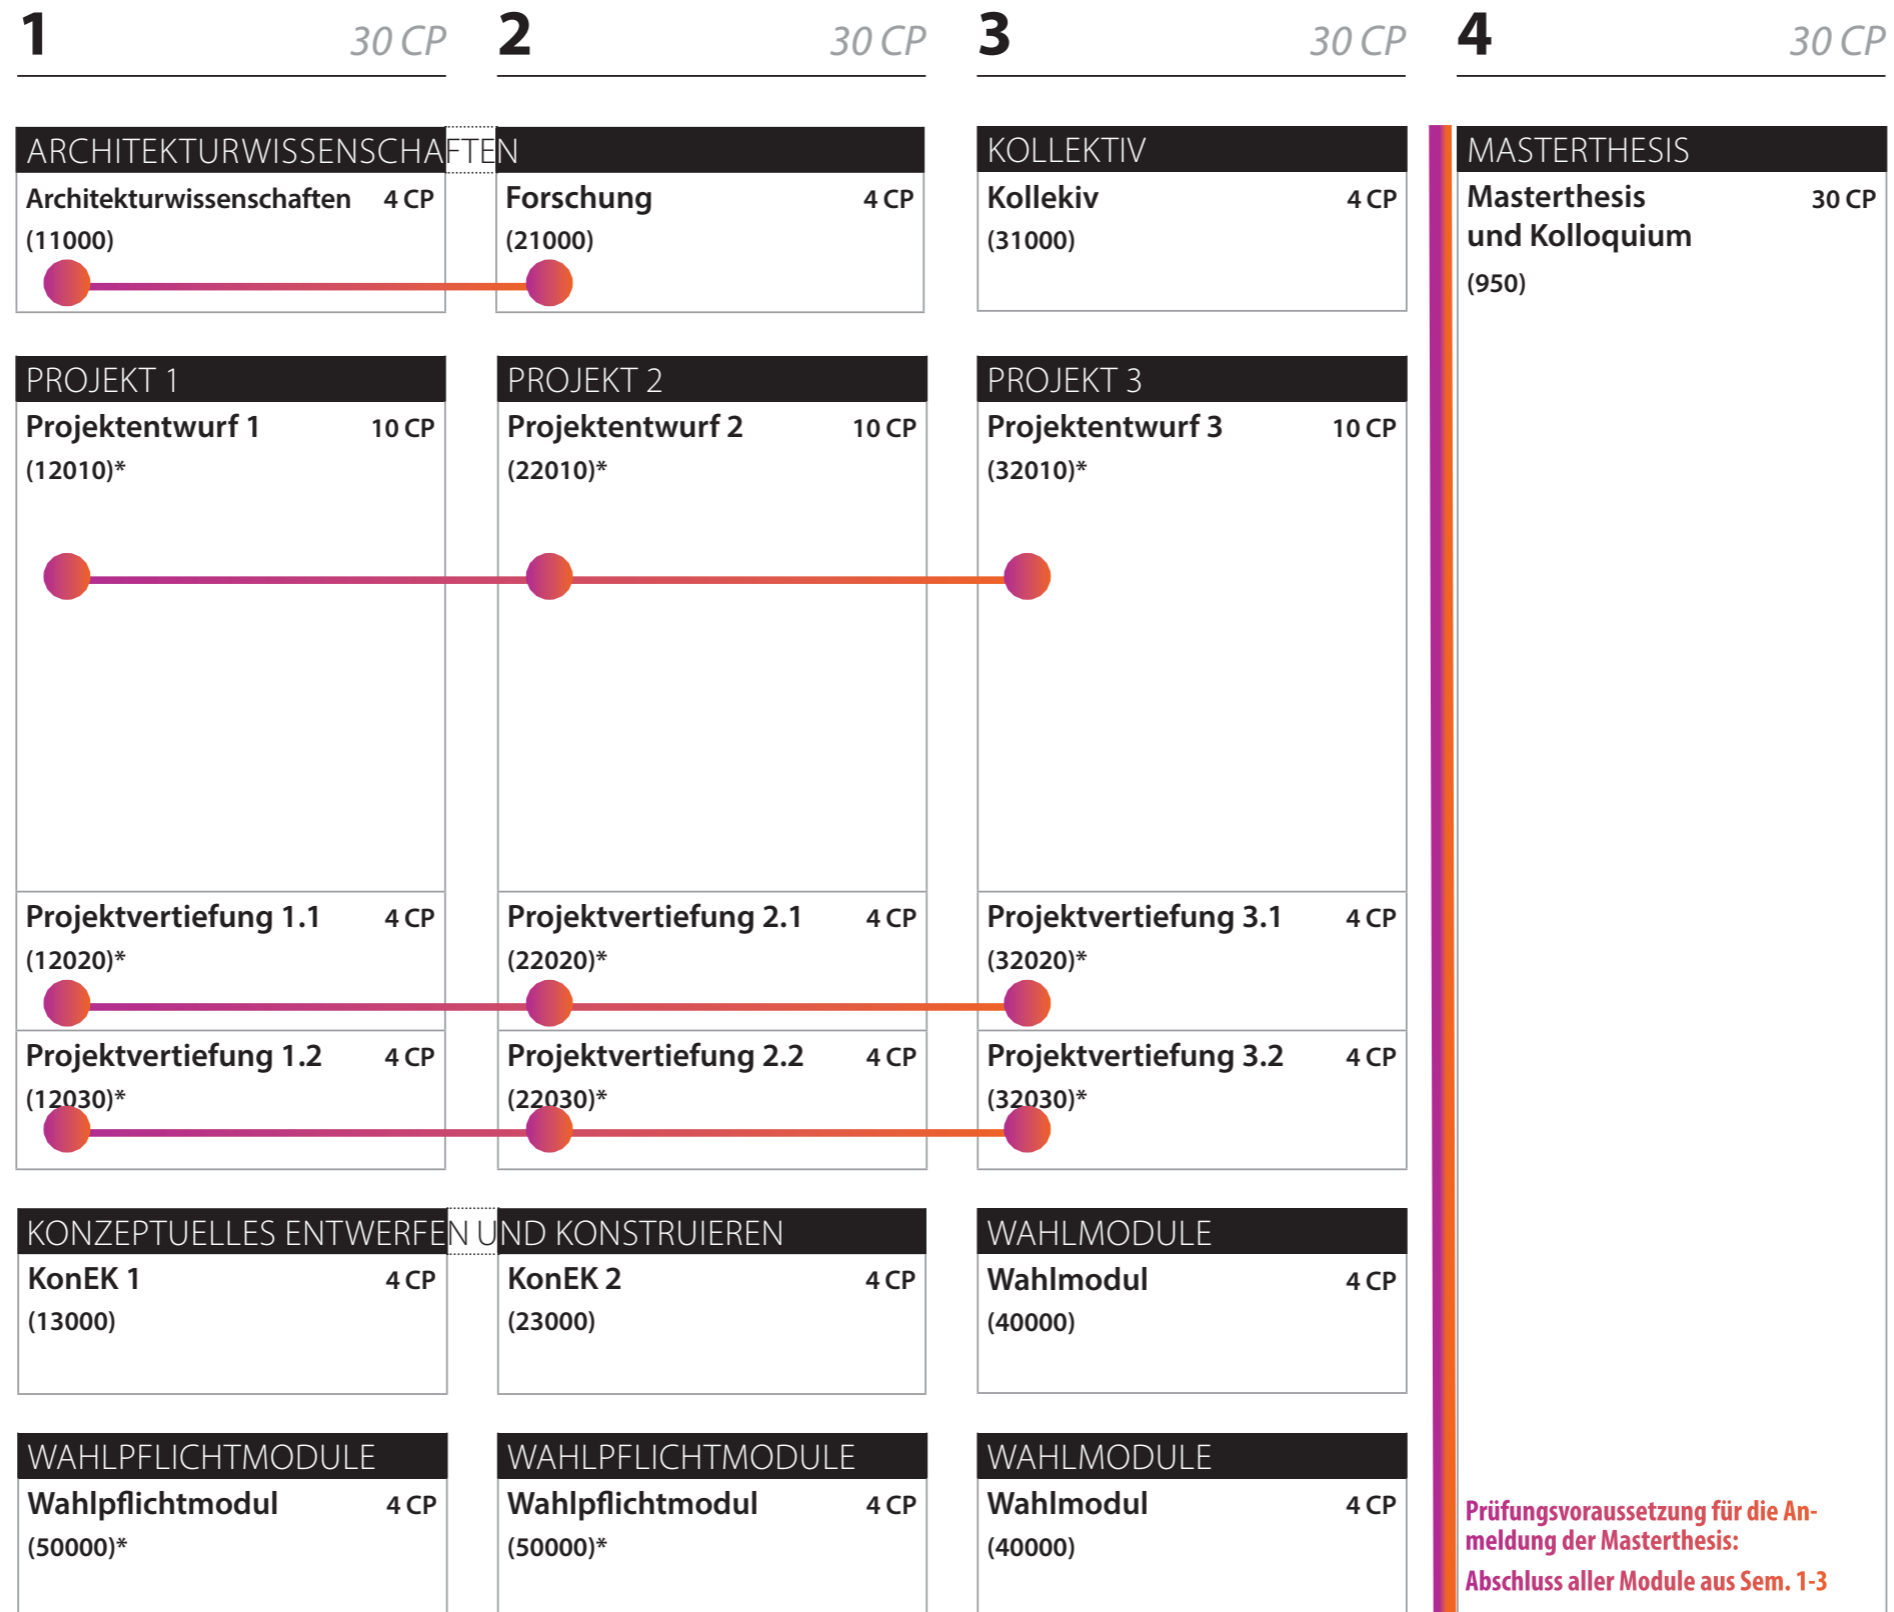 1 30 CP
2 30 CP
3 30 CP
4 30 CP
ARCHITEKTURWISSENSCHAFTEN
Architekturwissenschaften 4 CP
(11000)
Forschung 4 CP
(21000)
KOLLEKTIV
Kollekiv 4 CP
(31000)
MASTERTHESIS
Masterthesis 30 CP
und Kolloquium
(950)
PROJEKT 1
Projektentwurf 1 10 CP
(12010)*
PROJEKT 2
Projektentwurf 2 10 CP
(22010)*
PROJEKT 3
Projektentwurf 3 10 CP
(32010)*
Projektvertiefung 1.1 4 CP
(12020)*
Projektvertiefung 2.1 4 CP
(22020)*
Projektvertiefung 3.1 4 CP
(32020)*
Projektvertiefung 1.2 4 CP
(12030)*
Projektvertiefung 2.2 4 CP
(22030)*
Projektvertiefung 3.2 4 CP
(32030)*
KONZEPTUELLES ENTWERFEN UND KONSTRUIEREN
KonEK 1 4 CP
(13000)
KonEK 2 4 CP
(23000)
WAHLMODULE
Wahlmodul 4 CP
(40000)
WAHLPFLICHTMODULE
Wahlpflichtmodul 4 CP
(50000)*
WAHLPFLICHTMODULE
Wahlpflichtmodul 4 CP
(50000)*
WAHLMODULE
Wahlmodul 4 CP
(40000)
Prüfungsvoraussetzung für die An-
meldung der Masterthesis:
Abschluss aller Module aus Sem. 1-3